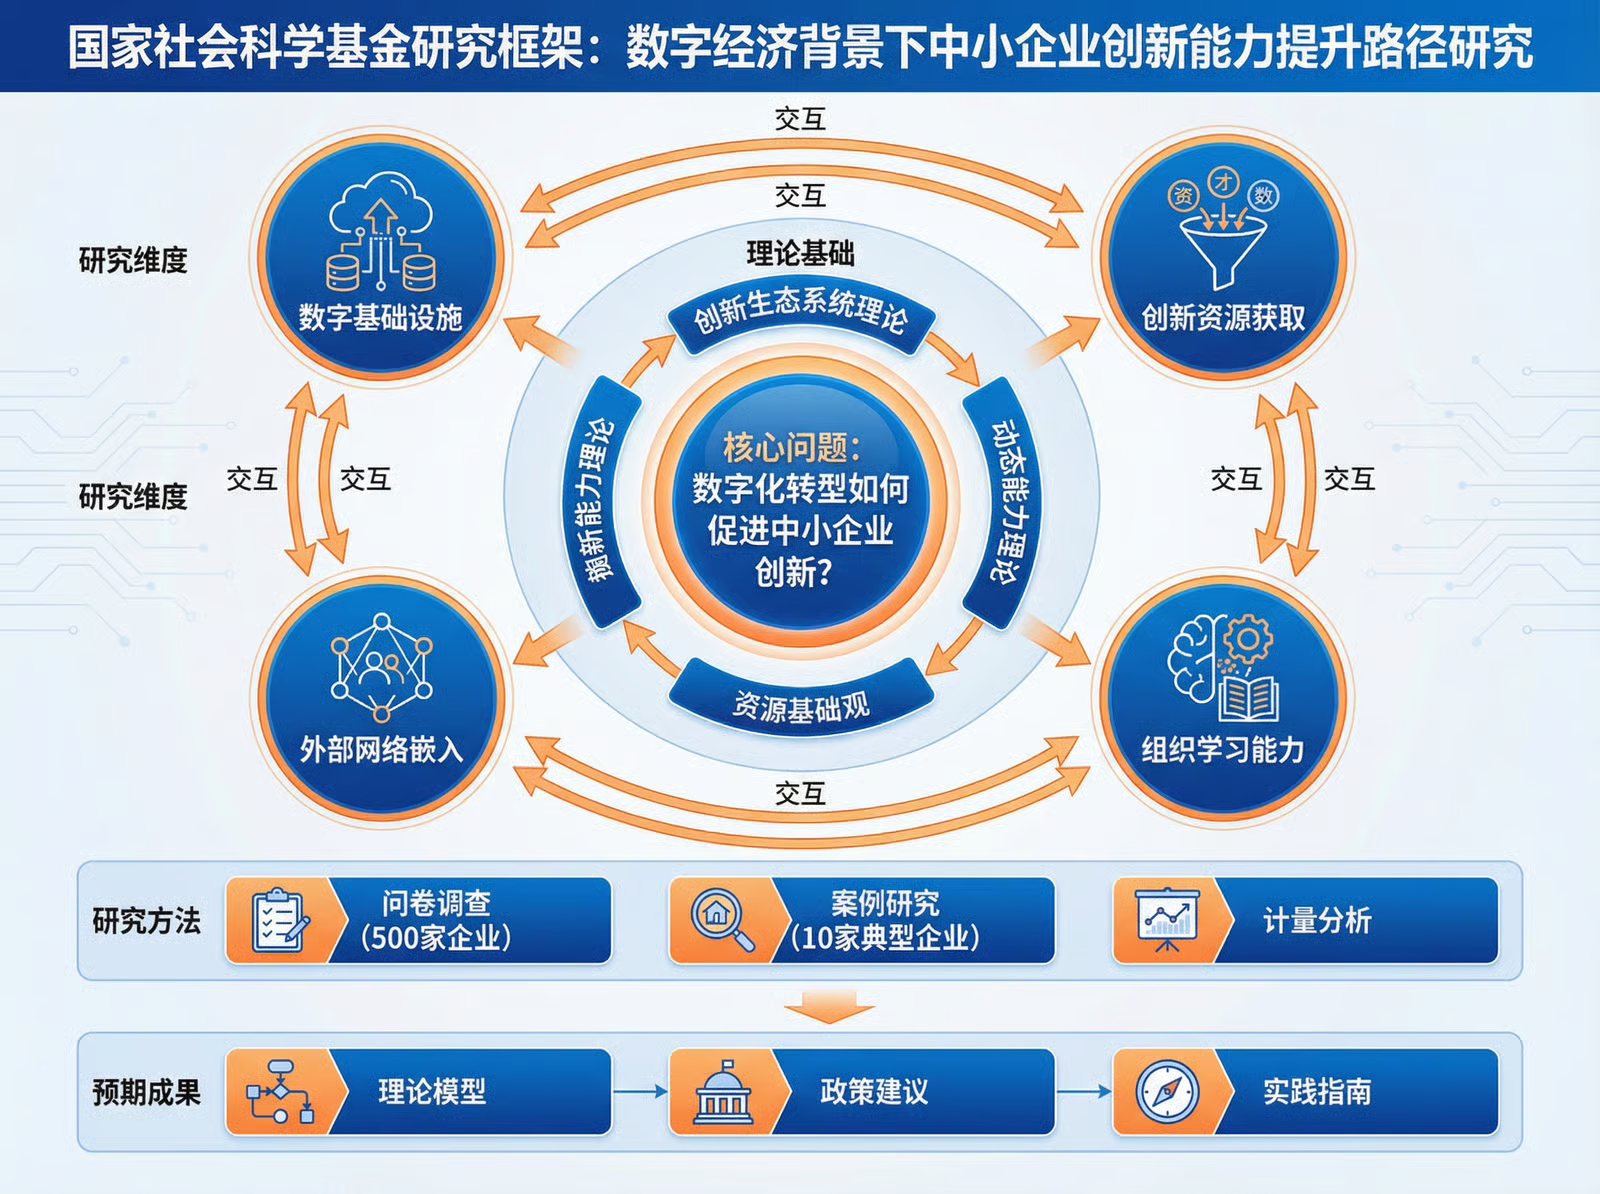 国家社会科学基金研究框架：数字经济背景下中小企业创新能力提升路径研究
交互
交互
研究维度
数字基础设施
资 才 数
创新资源获取
理论基础
创新生态系统理论
动态能力理论
资源基础观
新能力理论
核心问题：
数字化转型如何
促进中小企业
创新？
研究维度
交互
交互
交互
交互
外部网络嵌入
组织学习能力
交互
研究方法
问卷调查
（500家企业）
案例研究
（10家典型企业）
计量分析
预期成果
理论模型
政策建议
实践指南